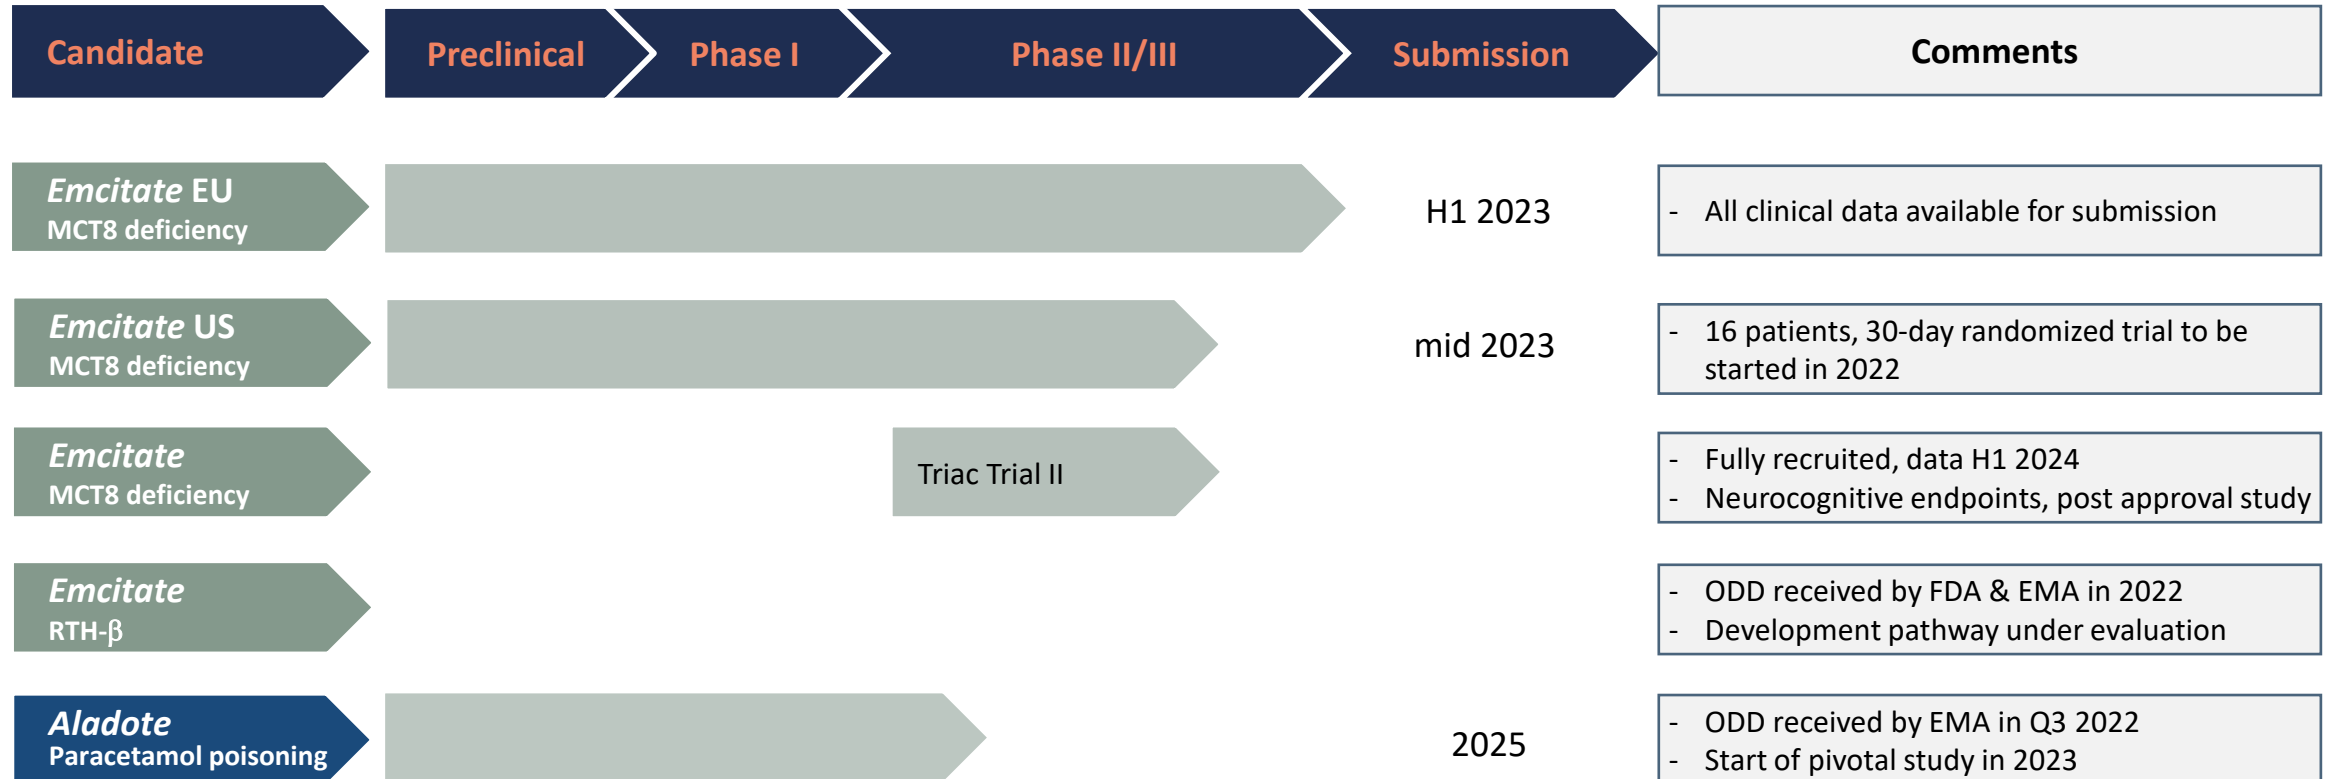 Candidate
Preclinical
Phase I
Phase II/III
Submission
Comments
Emcitate EU
MCT8 deficiency
H1 2023
- All clinical data available for submission
Emcitate US
MCT8 deficiency
mid 2023
- 16 patients, 30-day randomized trial to be
started in 2022
Emcitate
MCT8 deficiency
Triac Trial II
- Fully recruited, data H1 2024
- Neurocognitive endpoints, post approval study
Emcitate
RTH-β
- ODD received by FDA & EMA in 2022
- Development pathway under evaluation
Aladote
Paracetamol poisoning
2025
- ODD received by EMA in Q3 2022
- Start of pivotal study in 2023